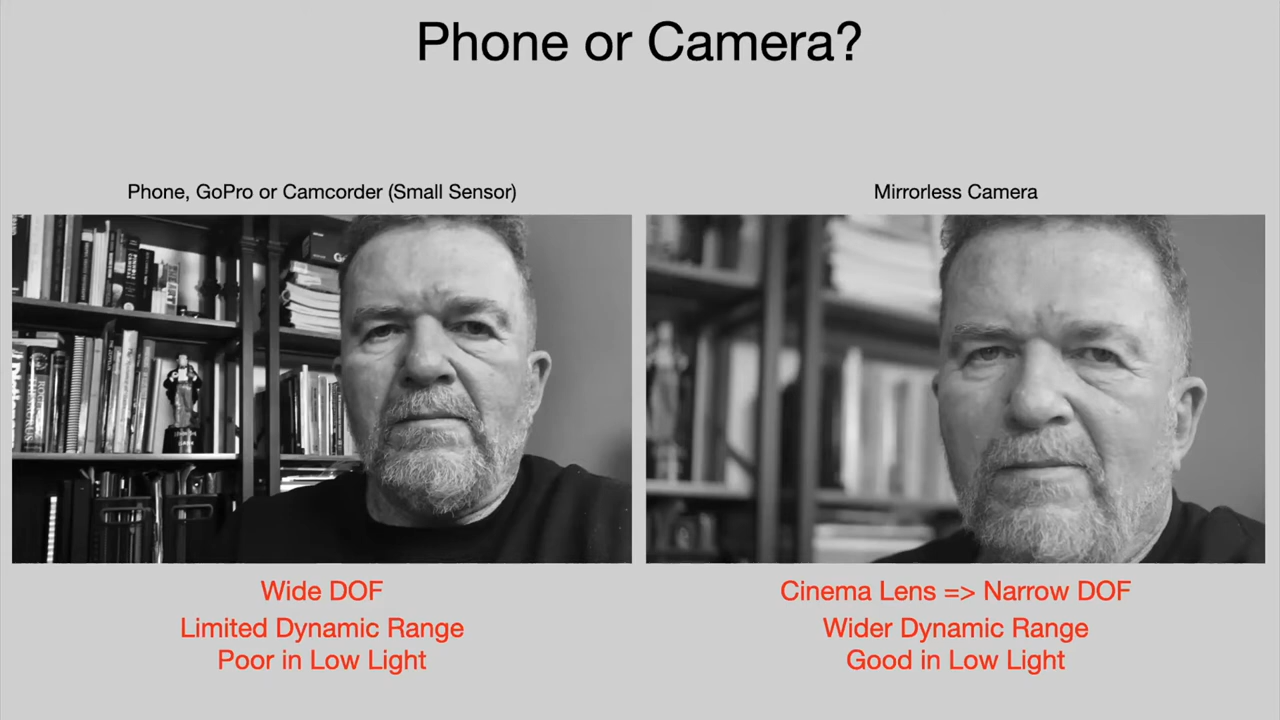 Phone or Camera?
Phone, GoPro or Camcorder (Small Sensor)
Mirrorless Camera
Wide DOF
Limited Dynamic Range
Poor in Low Light
Cinema Lens => Narrow DOF
Wider Dynamic Range
Good in Low Light